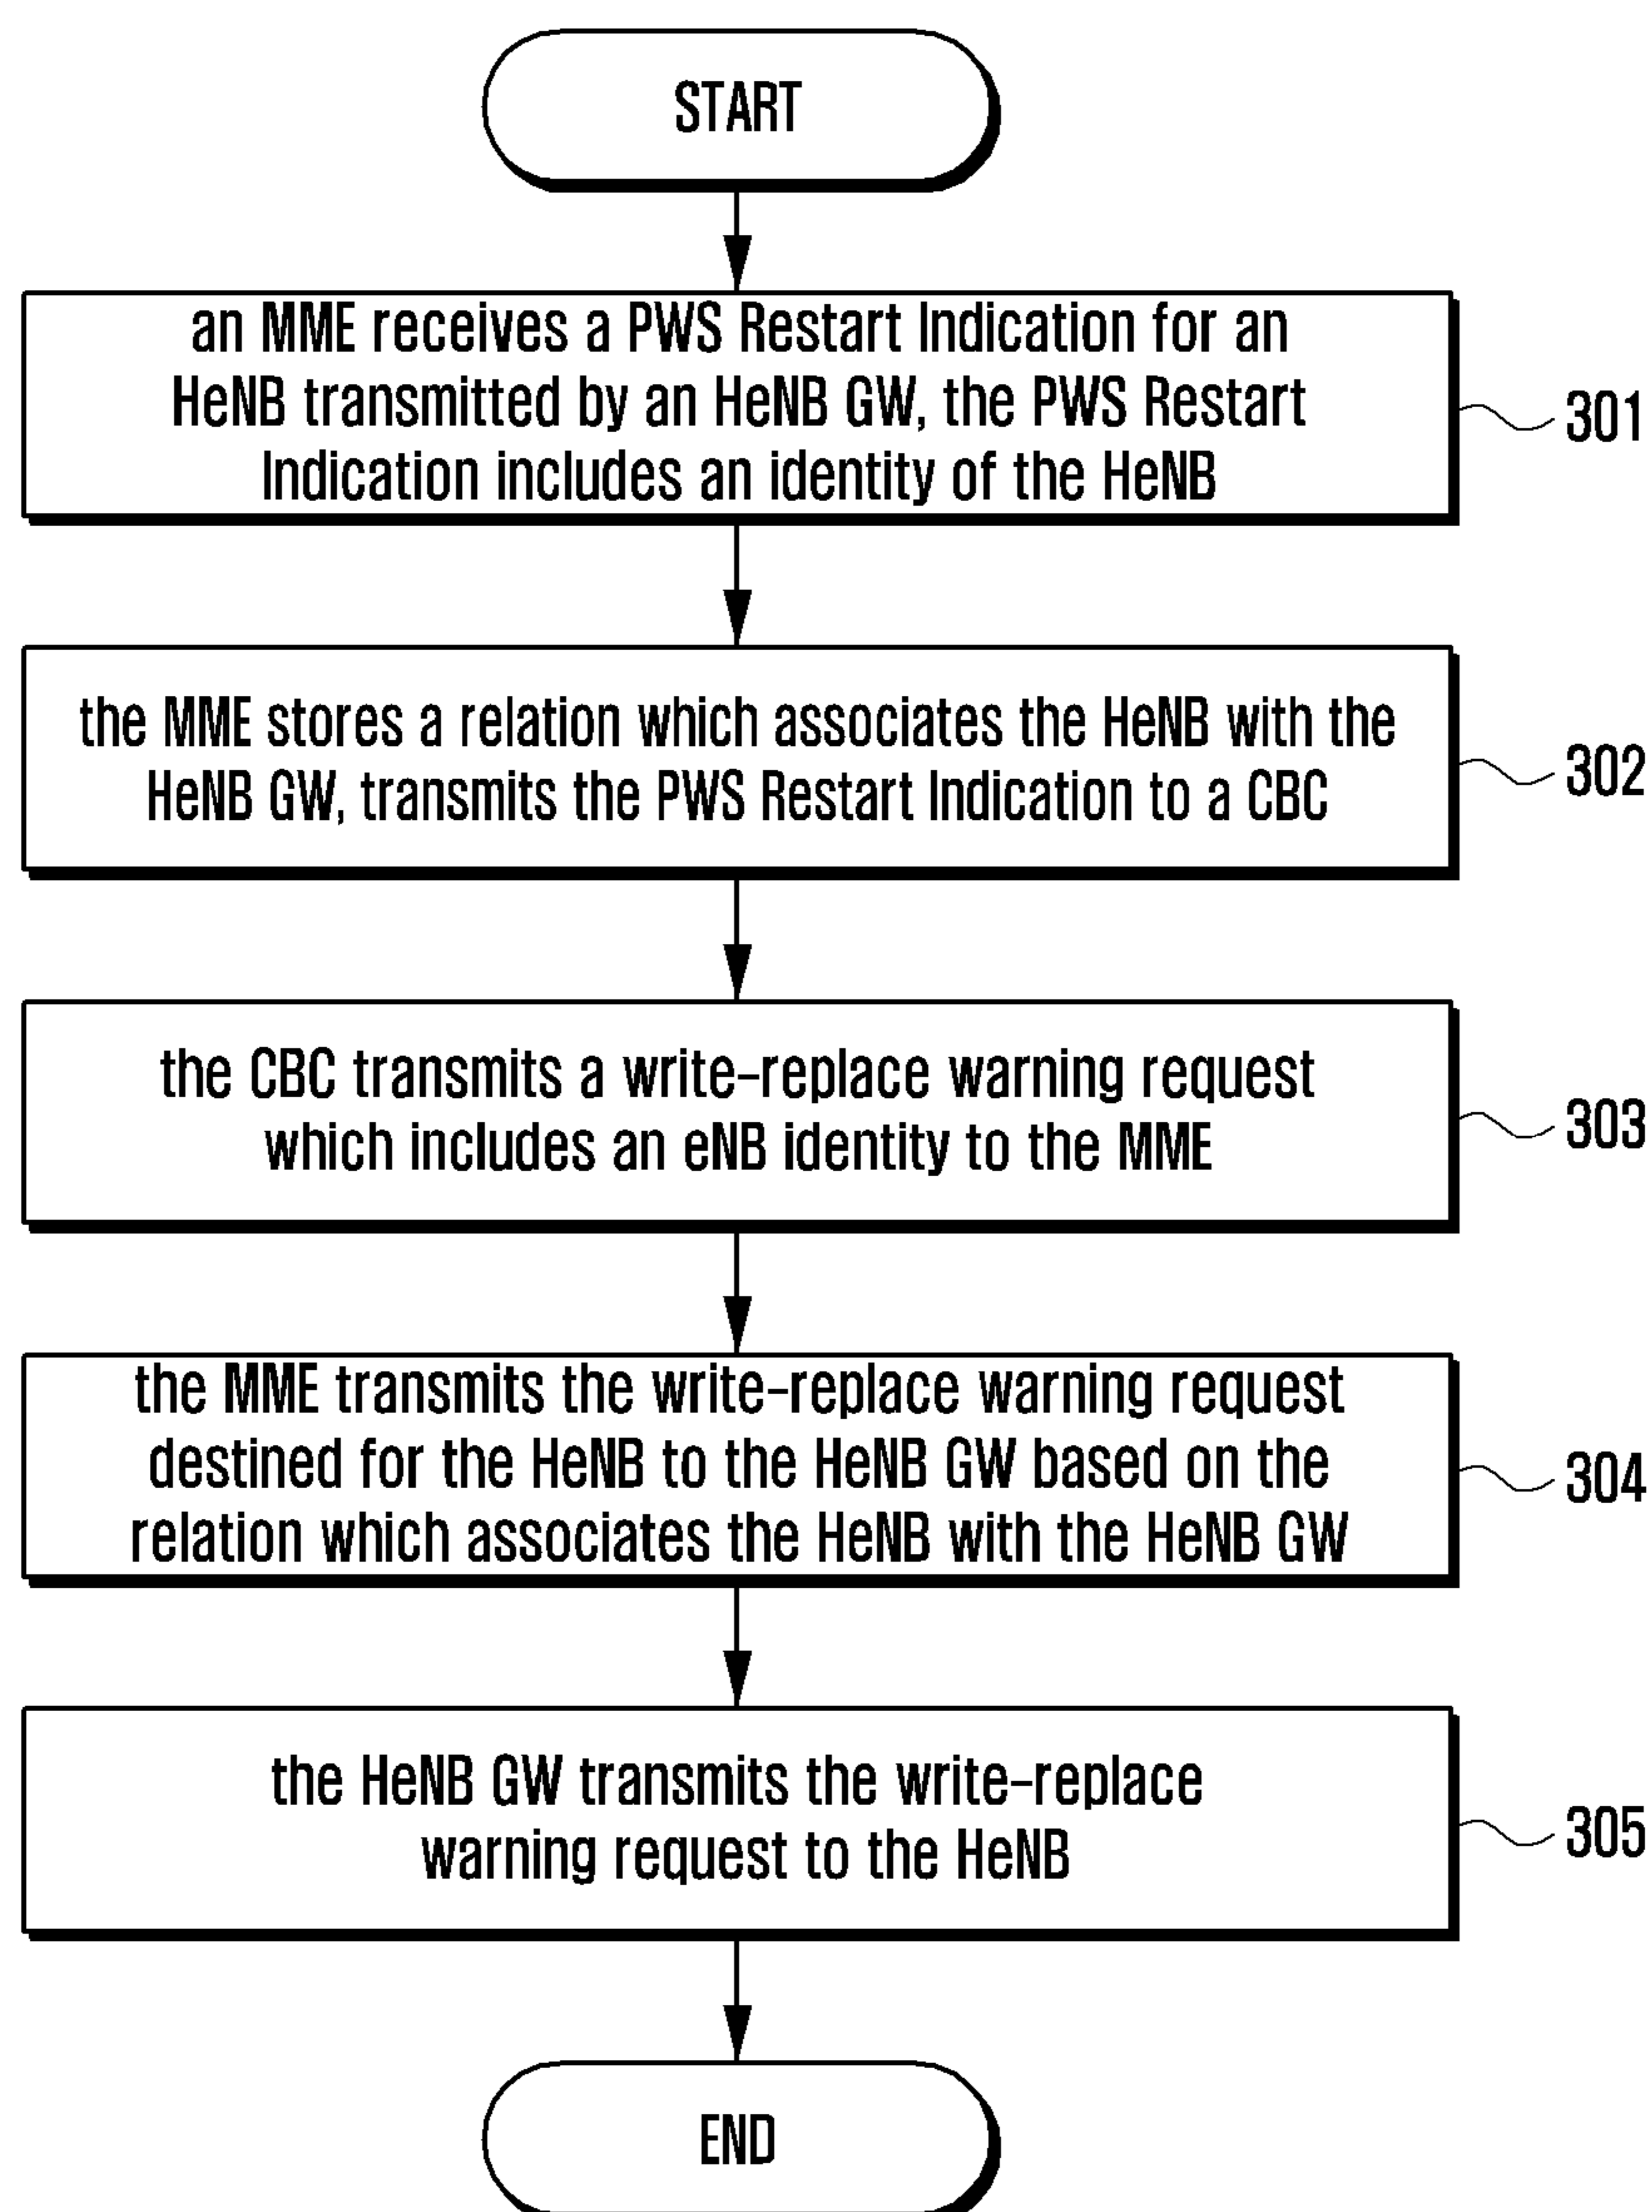 START
an MME receives a PWS Restart Indication for an
HeNB transmitted by an HeNB GW, the PWS Restart
Indication includes an identity of the HeNB
301
the MME stores a relation which associates the HeNB with the
HeNB GW, transmits the PWS Restart Indication to a CBC
302
the CBC transmits a write-replace warning request
which includes an eNB identity to the MME
303
the MME transmits the write-replace warning request
destined for the HeNB to the HeNB GW based on the
relation which associates the HeNB with the HeNB GW
304
the HeNB GW transmits the write-replace
warning request to the HeNB
305
END